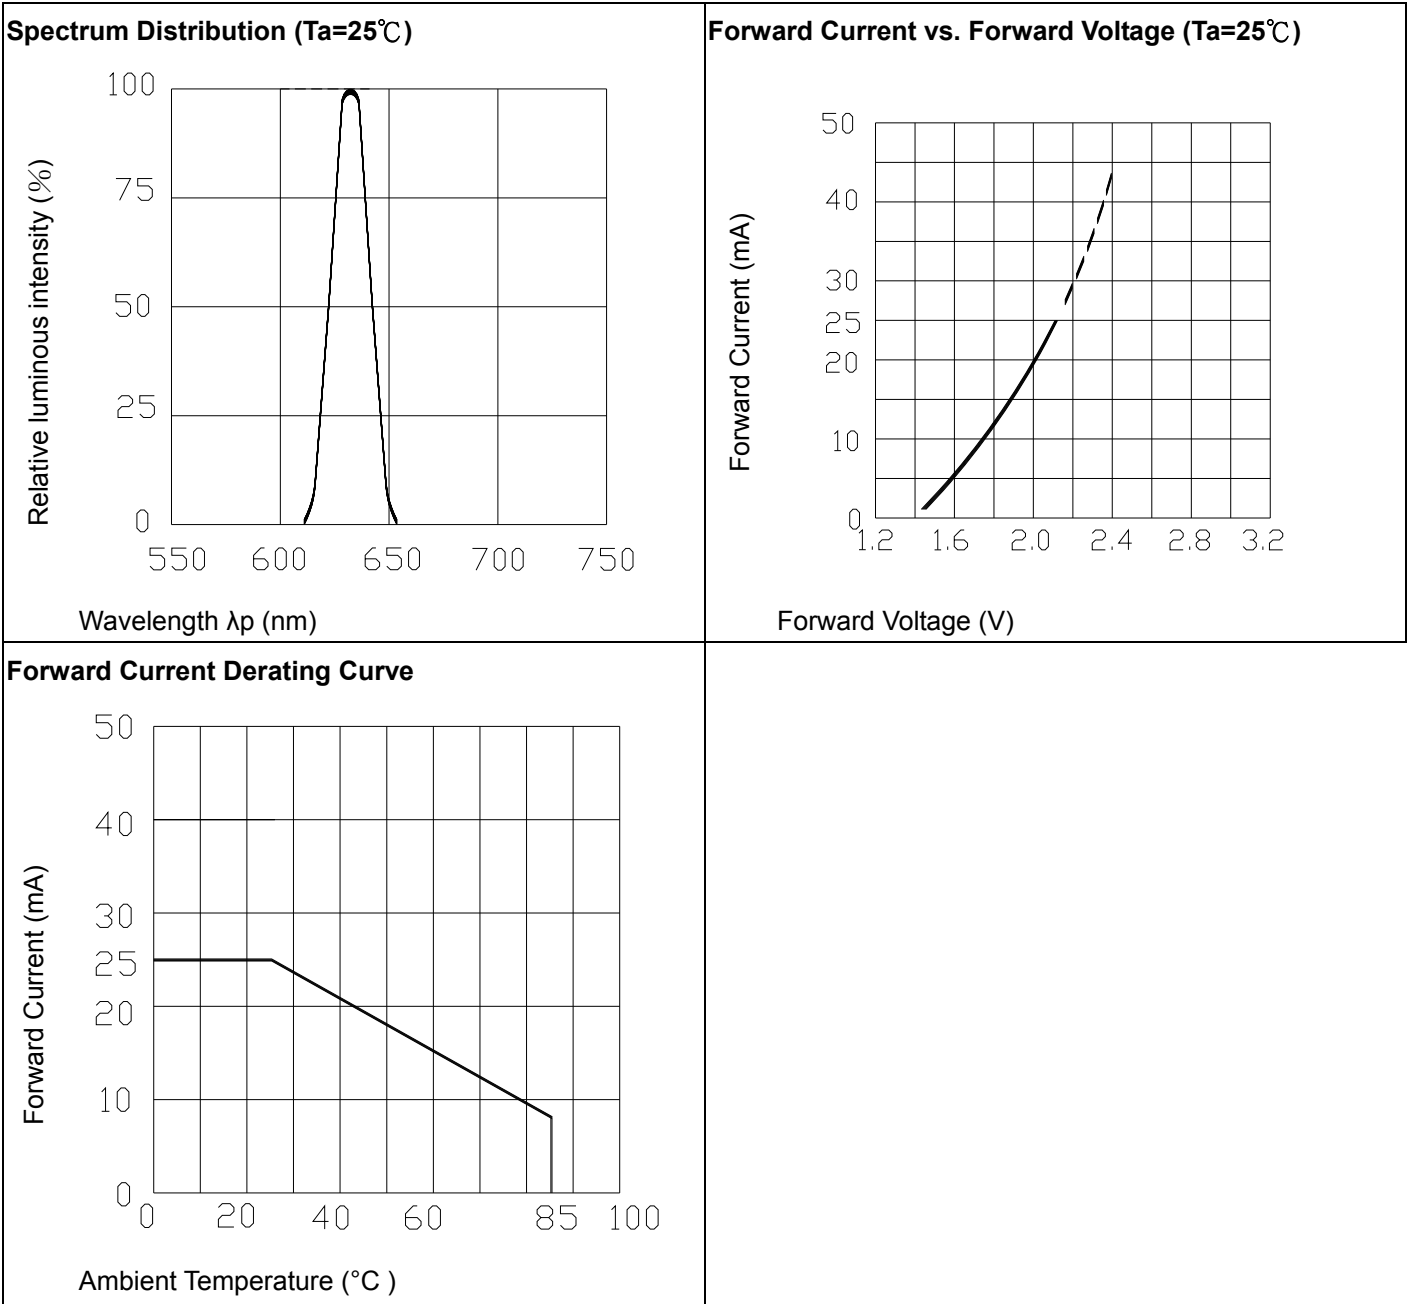 Spectrum Distribution (Ta=25℃)
100
75
50
25
0
550 600 650 700 750
Relative luminous intensity (%)
Wavelength λp (nm)
Forward Current vs. Forward Voltage (Ta=25℃)
50
40
30
25
20
10
0
1.2 1.6 2.0 2.4 2.8 3.2
Forward Current (mA)
Forward Voltage (V)
Forward Current Derating Curve
50
40
30
25
20
10
0
0 20 40 60 85 100
Forward Current (mA)
Ambient Temperature (°C )